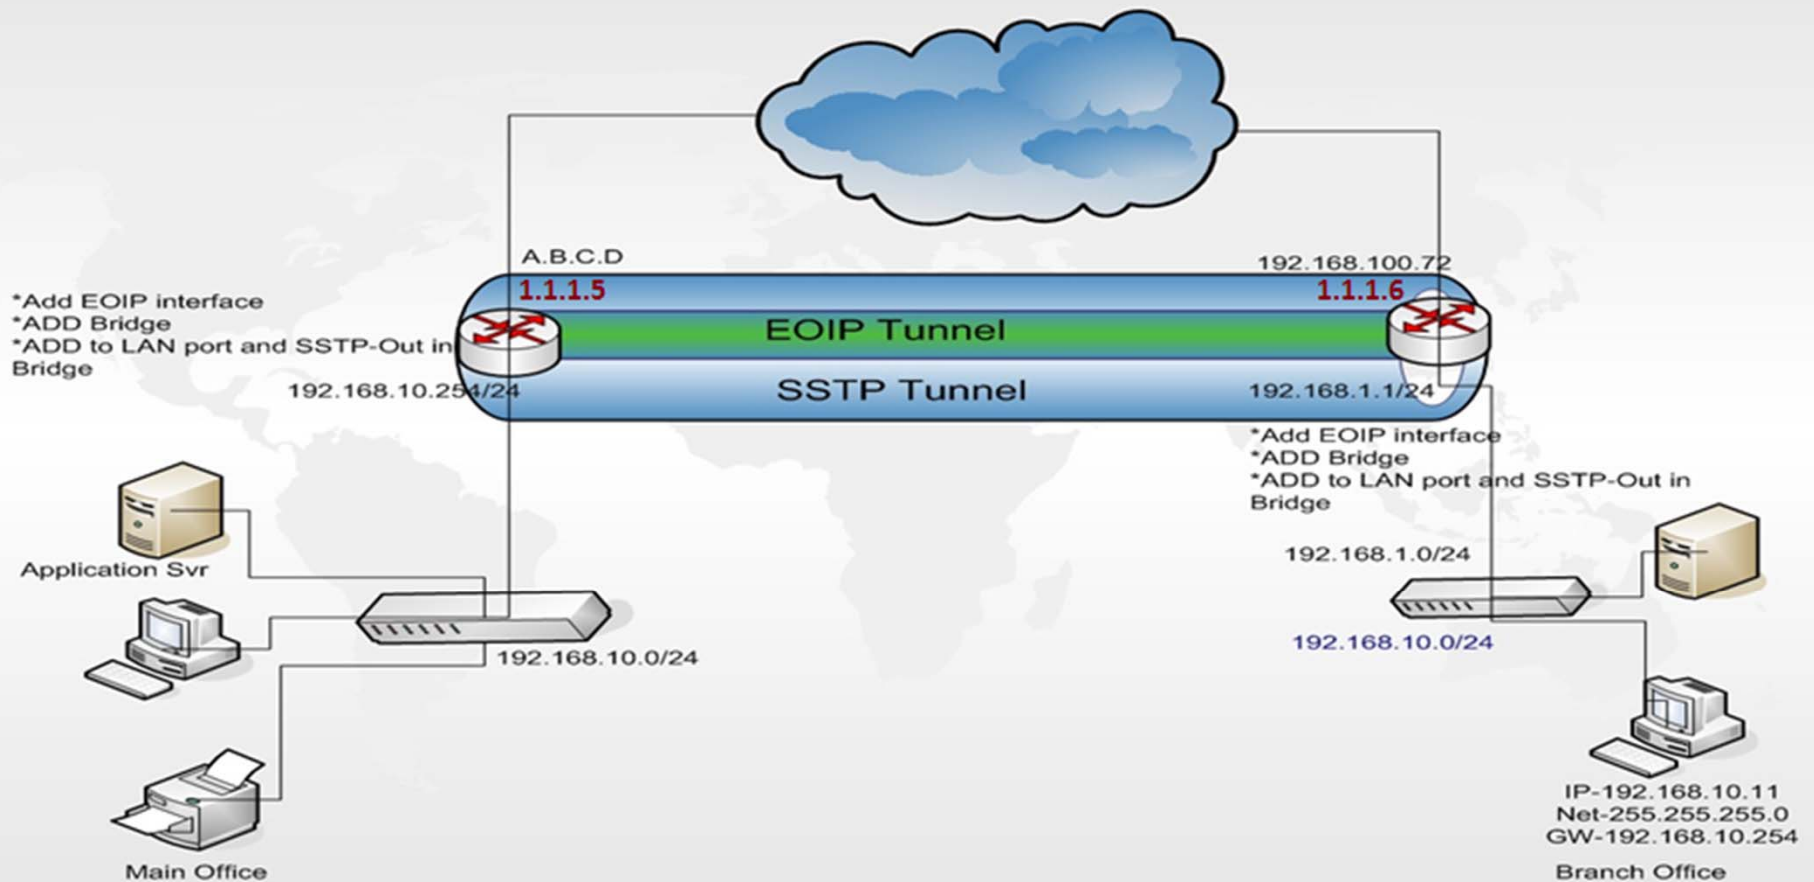 A.B.C.D
192.168.100.72
1.1.1.5
1.1.1.6
*Add EOIP interface
*ADD Bridge
*ADD to LAN port and SSTP-Out in
Bridge
EOIP Tunnel
192.168.10.254/24
SSTP Tunnel
192.168.1.1/24
*Add EOIP interface
*ADD Bridge
*ADD to LAN port and SSTP-Out in
Bridge
Application Svr
192.168.1.0/24
192.168.10.0/24
192.168.10.0/24
IP-192.168.10.11
Net-255.255.255.0
GW-192.168.10.254
Main Office
Branch Office